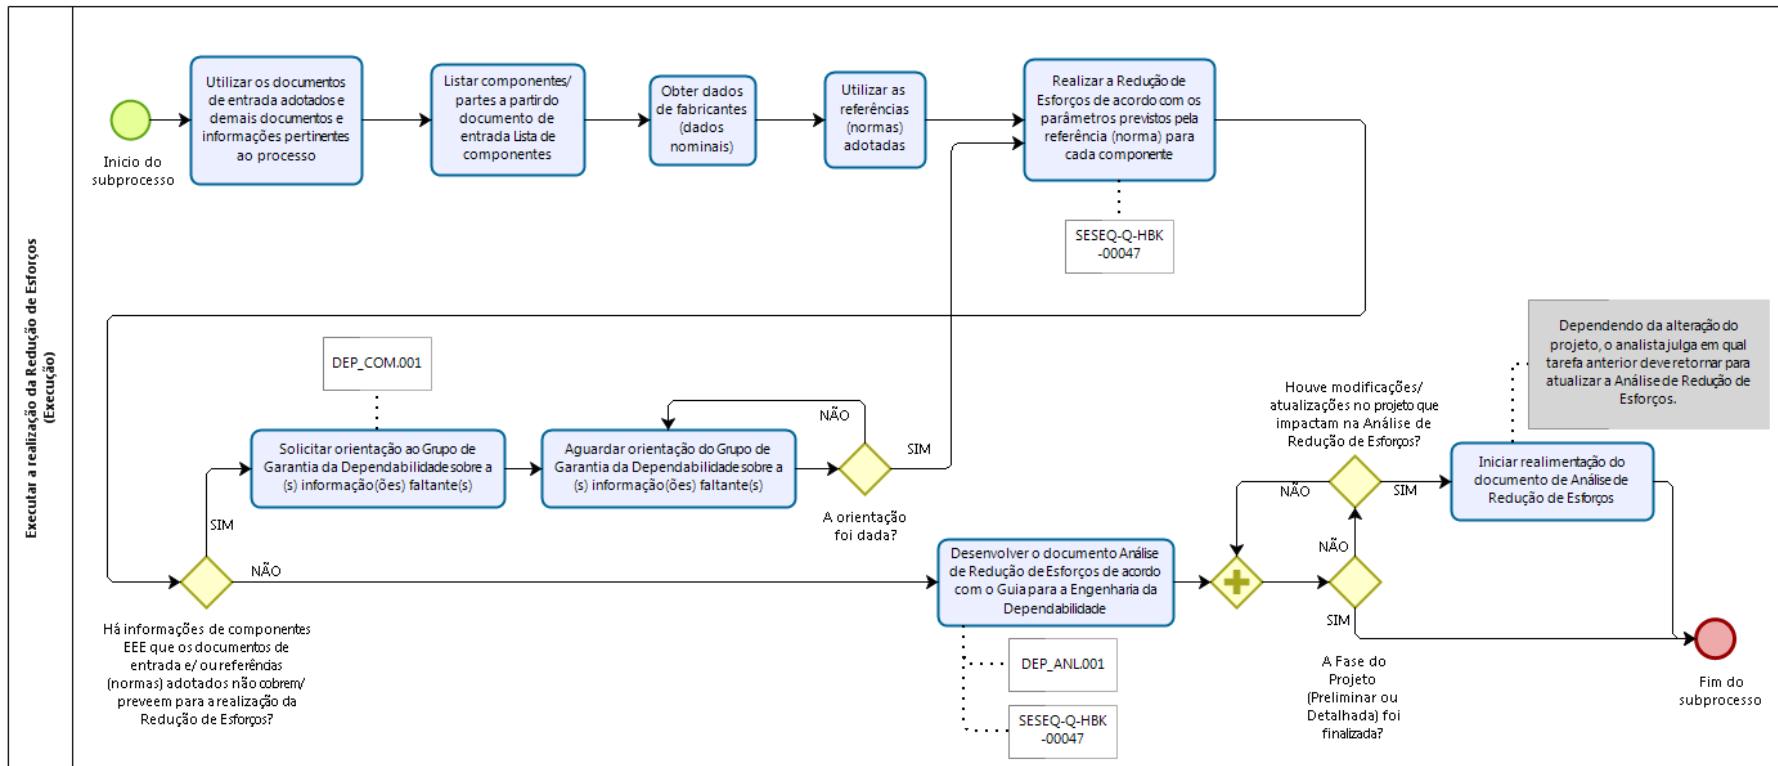 Executar a realização da Redução de Esforços
(Execução)
Inicio do
subprocesso
Utilizar os documentos
de entrada adotados e
demais documentos e
informações pertinentes
ao processo
Listar componentes/
partes a partir do
documento de
entrada Lista de
componentes
Obter dados
de fabricantes
(dados
nominais)
Utilizar as
referências
(normas)
adotadas
Realizar a Redução de
Esforços de acordo com os
parâmetros previstos pela
referência (norma) para
cada componente
SESEQ-Q-HBK
-00047
DEP_COM.001
Solicitar orientação ao Grupo de
Garantia da Dependabilidade sobre a
(s) informação(ões) faltante(s)
Aguardar orientação do Grupo de
Garantia da Dependabilidade sobre a
(s) informação(ões) faltante(s)
NÃO
SIM
A orientação
foi dada?
SIM
NÃO
Há informações de componentes
EEE que os documentos de
entrada e/ ou referências
(normas) adotados não cobrem/
preveem para a realização da
Redução de Esforços?
Desenvolver o documento Análise
de Redução de Esforços de acordo
com o Guia para a Engenharia da
Dependabilidade
DEP_ANL.001
SESEQ-Q-HBK
-00047
Houve modificações/
atualizações no projeto que
impactam na Análise de
Redução de Esforços?
NÃO
SIM
NÃO
SIM
A Fase do
Projeto
(Preliminar ou
Detalhada) foi
finalizada?
Dependendo da alteração do
projeto, o analista julga em qual
tarefa anterior deve retornar para
atualizar a Análise de Redução de
Esforços.
Iniciar realimentação do
documento de Análise de
Redução de Esforços
Fim do
subprocesso